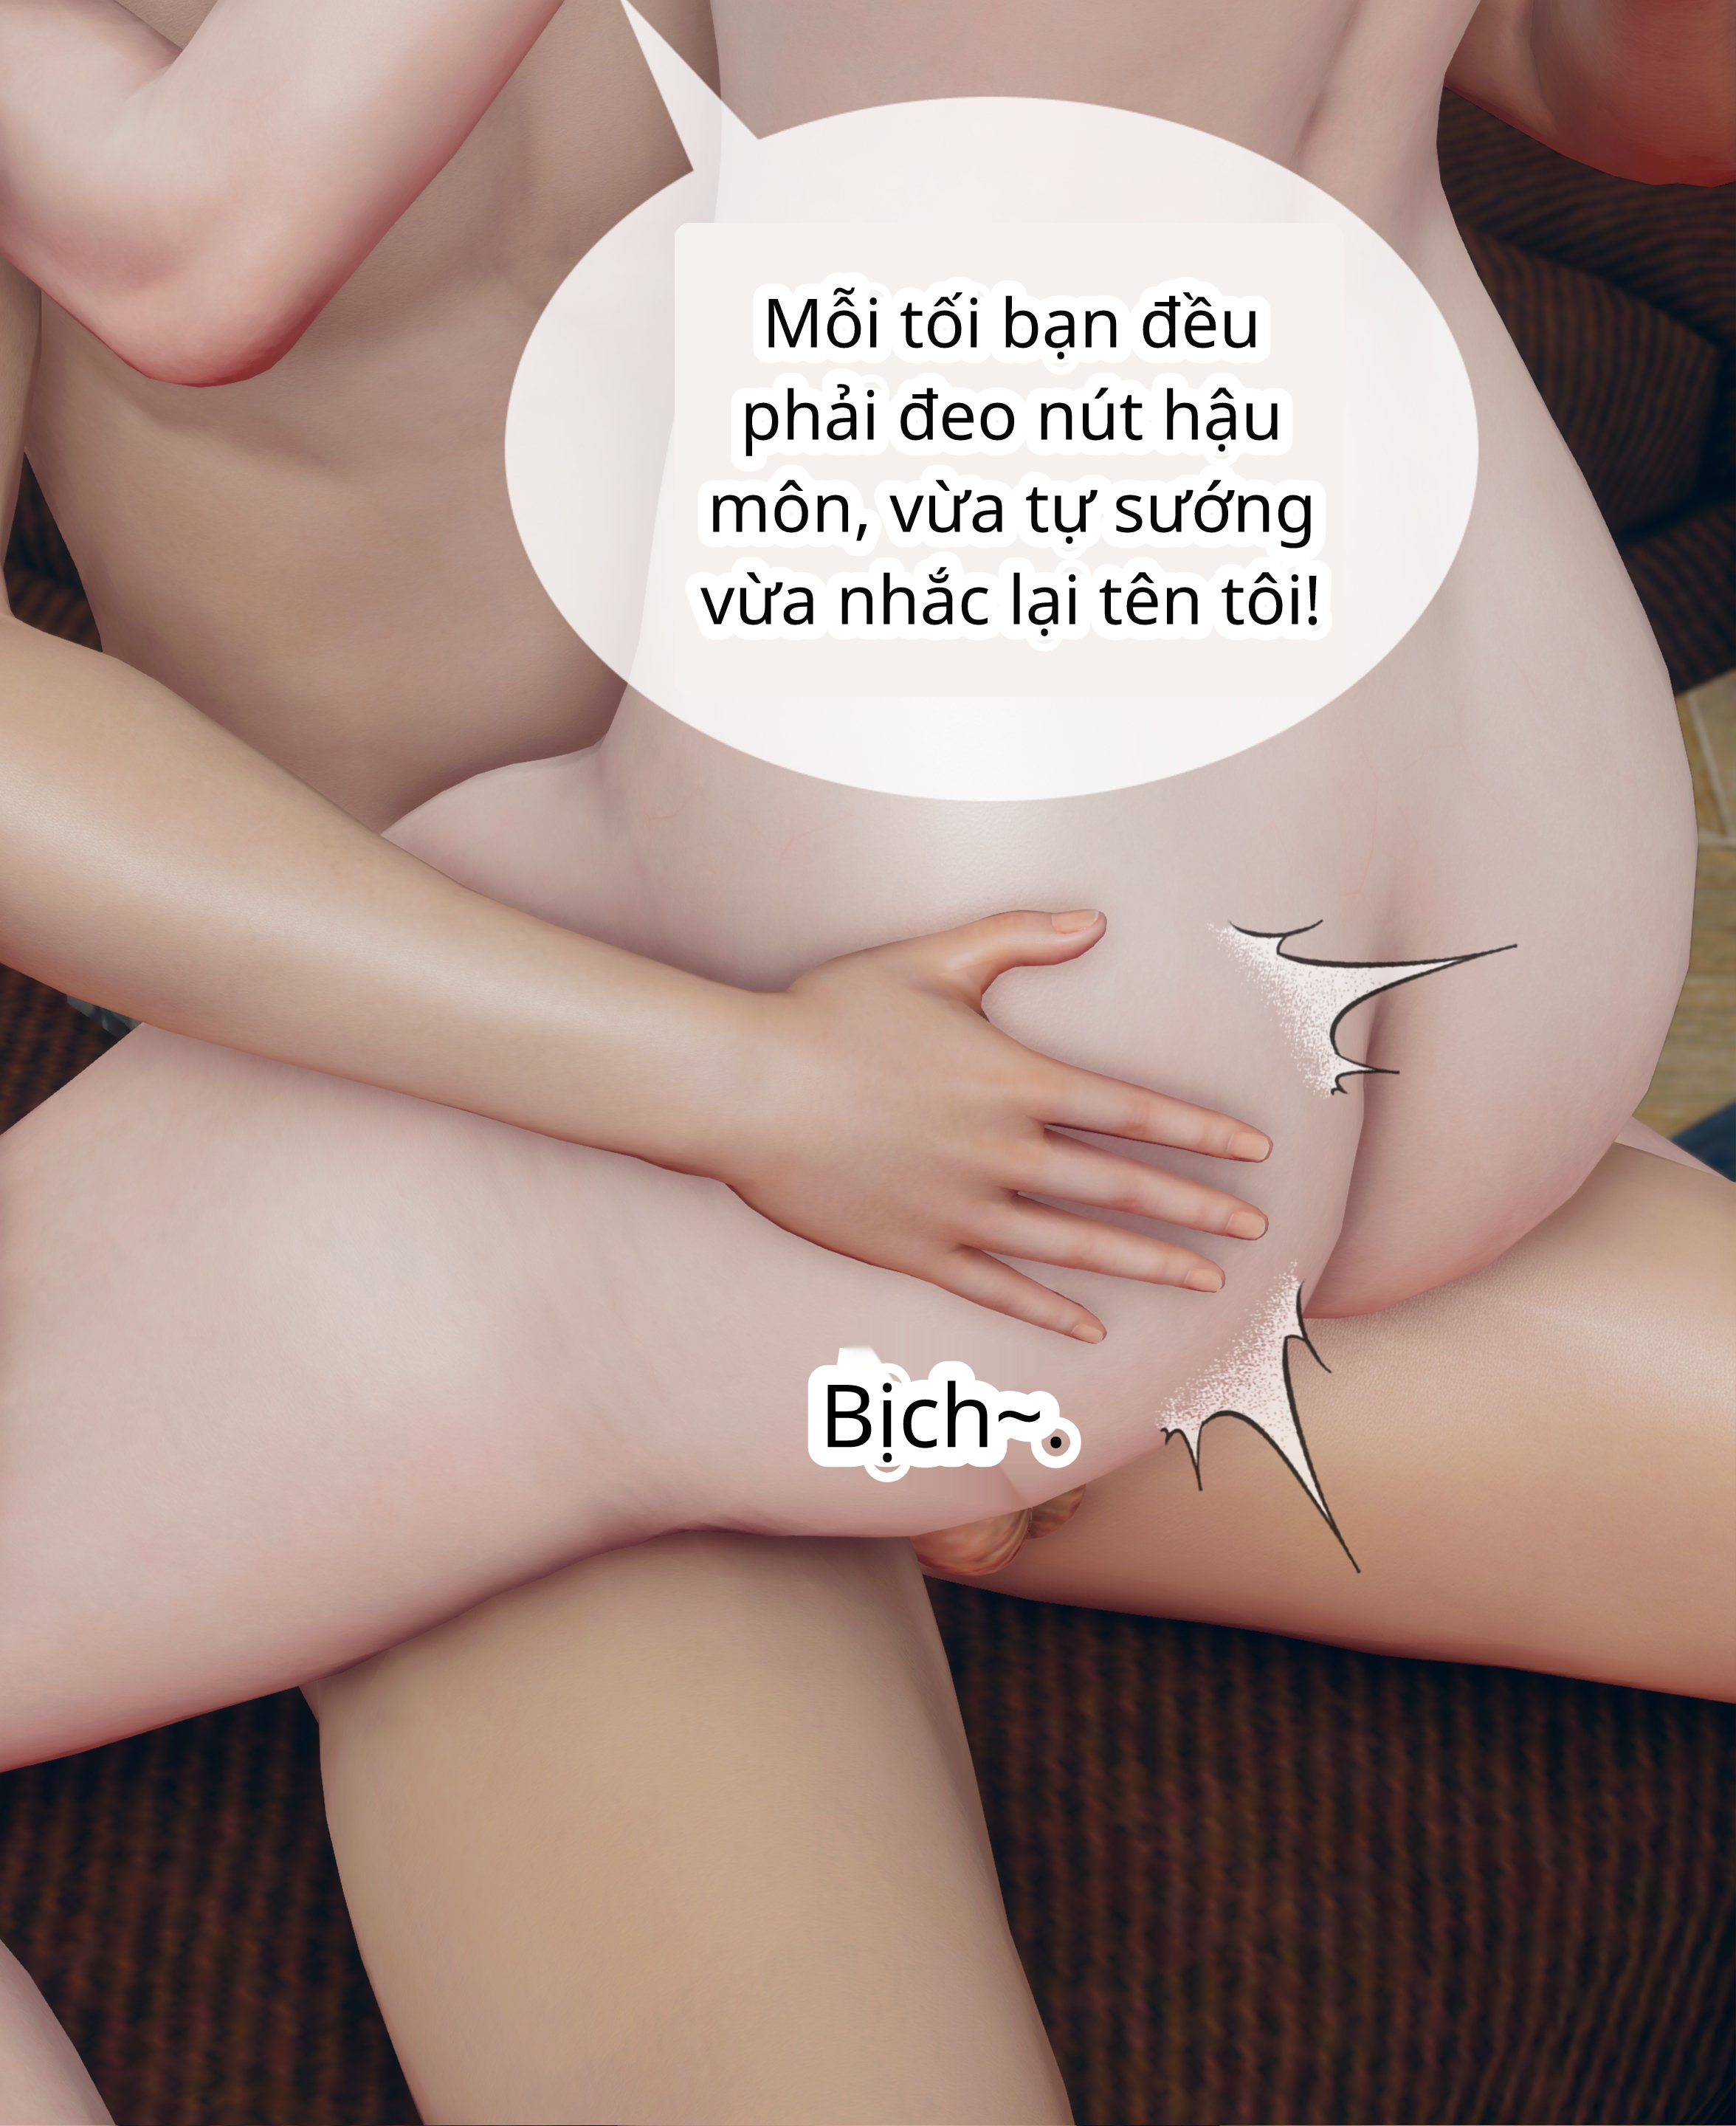 Mỗi tối bạn đều
phải đeo nút hậu
môn, vừa tự sướng
vừa nhắc lại tên tôi!
Bịch~.